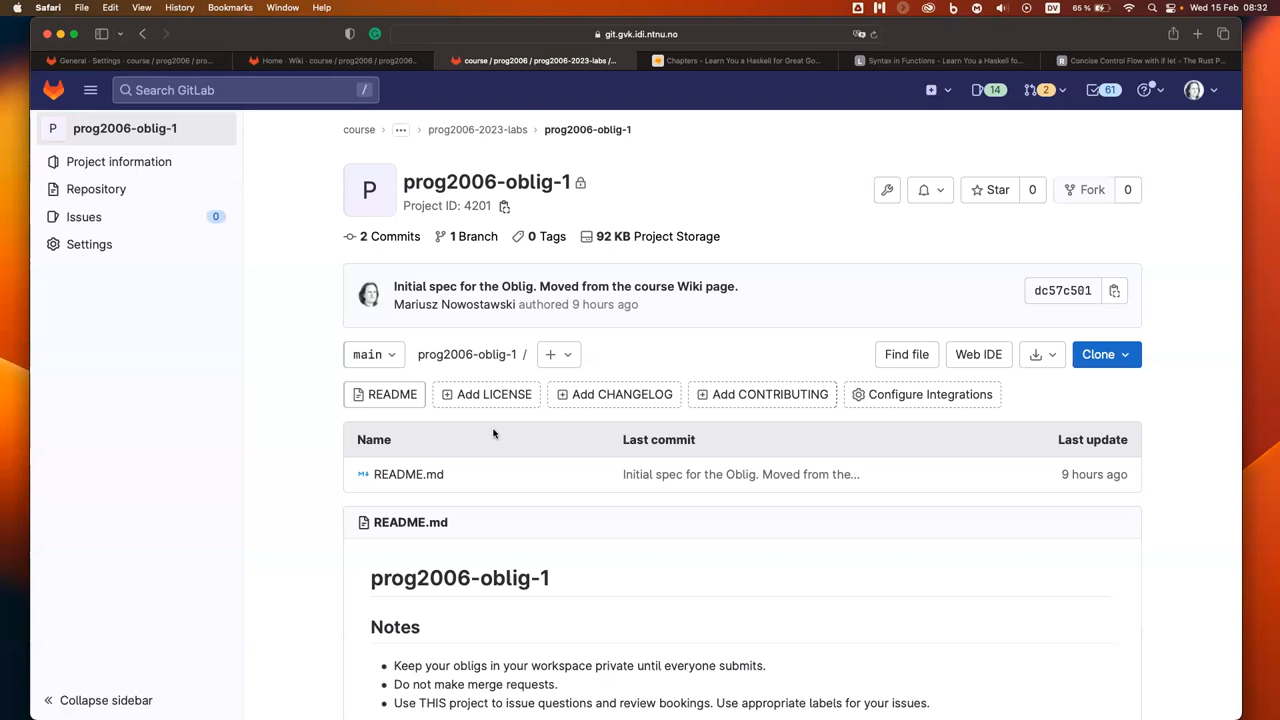 Safari File Edit View History Bookmarks Window Help DV 65 % Wed 15 Feb 08:32
git.gvk.idi.ntnu.no
General · Settings · course / prog2006 / pro... Home · Wiki · course / prog2006 / prog2006... course / prog2006 / prog2006-2023-labs /... Chapters - Learn You a Haskell for Great Go... Syntax in Functions - Learn You a Haskell fo... Concise Control Flow with if let - The Rust P...
Search GitLab / 14 2 61
P prog2006-oblig-1
Project information
Repository
Issues 0
Settings
Collapse sidebar
course > ... > prog2006-2023-labs > prog2006-oblig-1
P
prog2006-oblig-1
Project ID: 4201
Star 0 Fork 0
2 Commits 1 Branch 0 Tags 92 KB Project Storage
Initial spec for the Oblig. Moved from the course Wiki page.
Mariusz Nowostawski authored 9 hours ago
dc57c501
main prog2006-oblig-1 / + Find file Web IDE Clone
README Add LICENSE Add CHANGELOG Add CONTRIBUTING Configure Integrations
Name Last commit Last update
README.md Initial spec for the Oblig. Moved from the... 9 hours ago
README.md
prog2006-oblig-1
Notes
• Keep your obligs in your workspace private until everyone submits.
• Do not make merge requests.
• Use THIS project to issue questions and review bookings. Use appropriate labels for your issues.